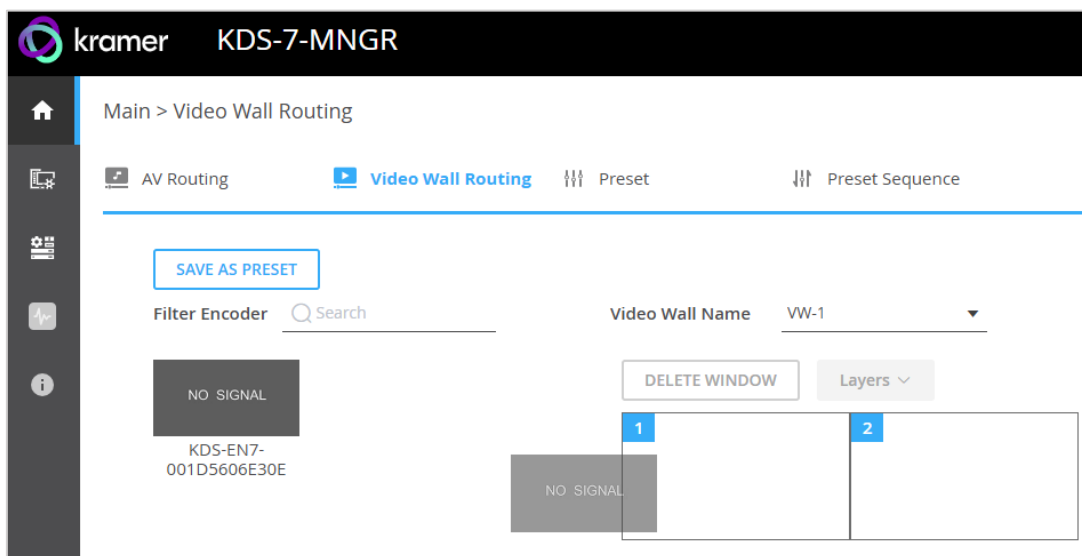 kramer KDS-7-MNGR
Main > Video Wall Routing
AV Routing Video Wall Routing Preset Preset Sequence
SAVE AS PRESET
Filter Encoder Search Video Wall Name VW-1
DELETE WINDOW Layers
NO SIGNAL
KDS-EN7-
001D5606E30E
1 2
NO SIGNAL